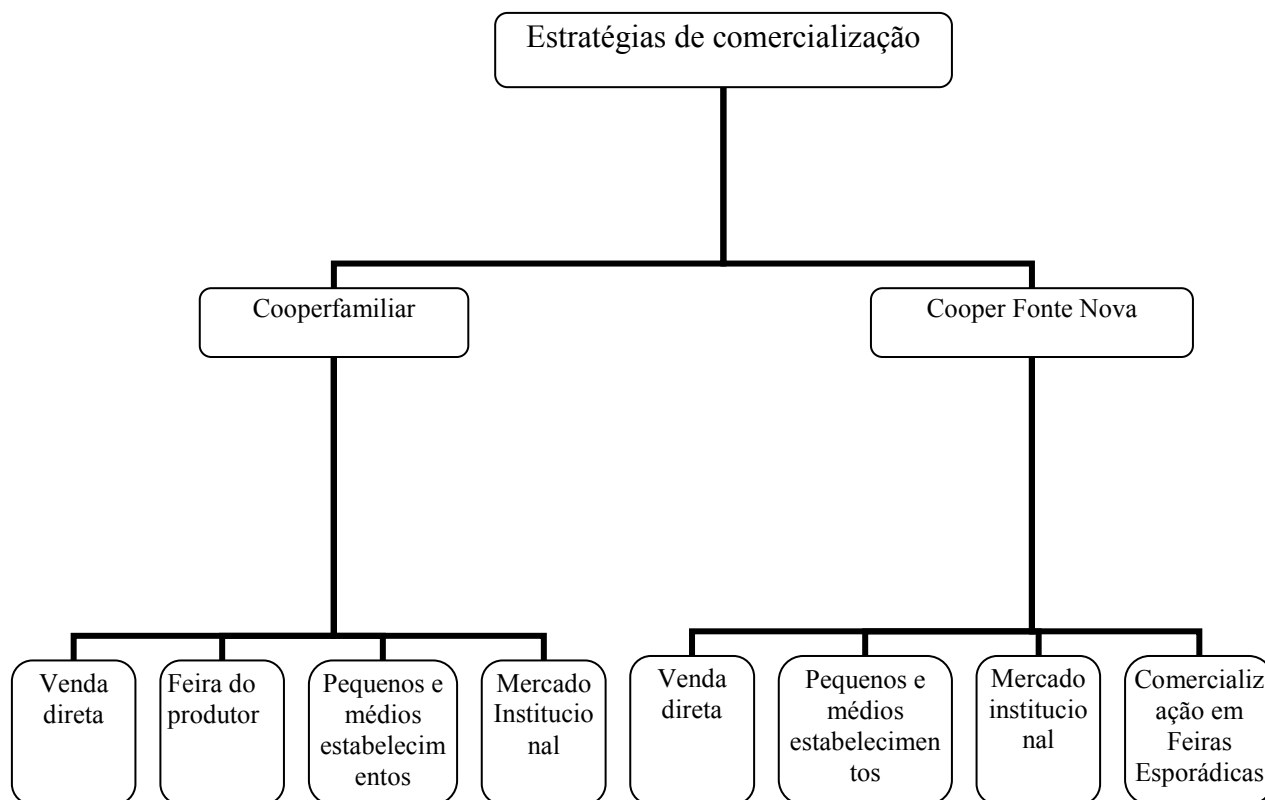 Estratégias de comercialização
Cooperfamiliar
Cooper Fonte Nova
Venda
direta
Feira do
produtor
Pequenos e
médios
estabelecim
entos
Mercado
Institucio
nal
Venda
direta
Pequenos e
médios
estabelecimen
tos
Mercado
institucio
nal
Comercializ
ação em
Feiras
Esporádicas